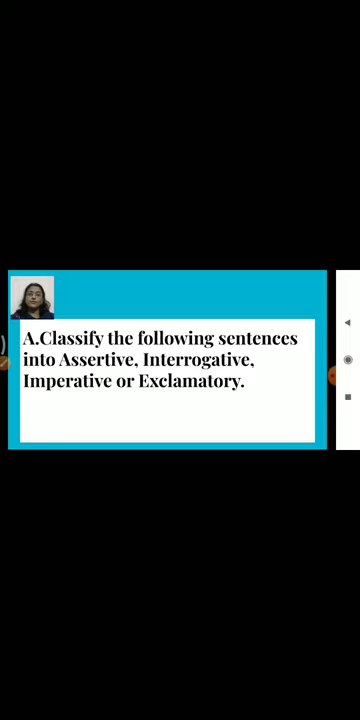 A.Classify the following sentences
into Assertive, Interrogative,
Imperative or Exclamatory.